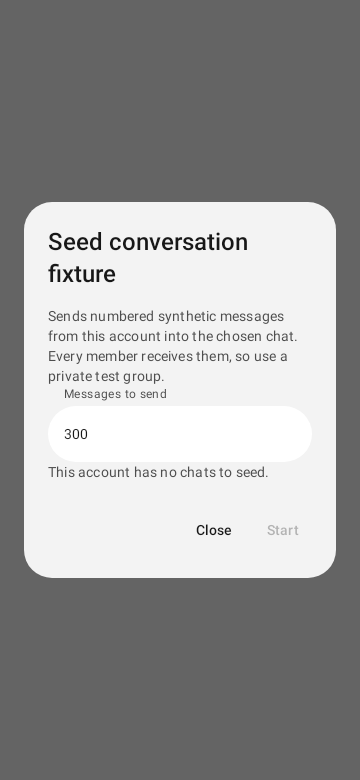 Seed conversation
fixture
Sends numbered synthetic messages
from this account into the chosen chat.
Every member receives them, so use a
private test group.
Messages to send
300
This account has no chats to seed.
Close
Start